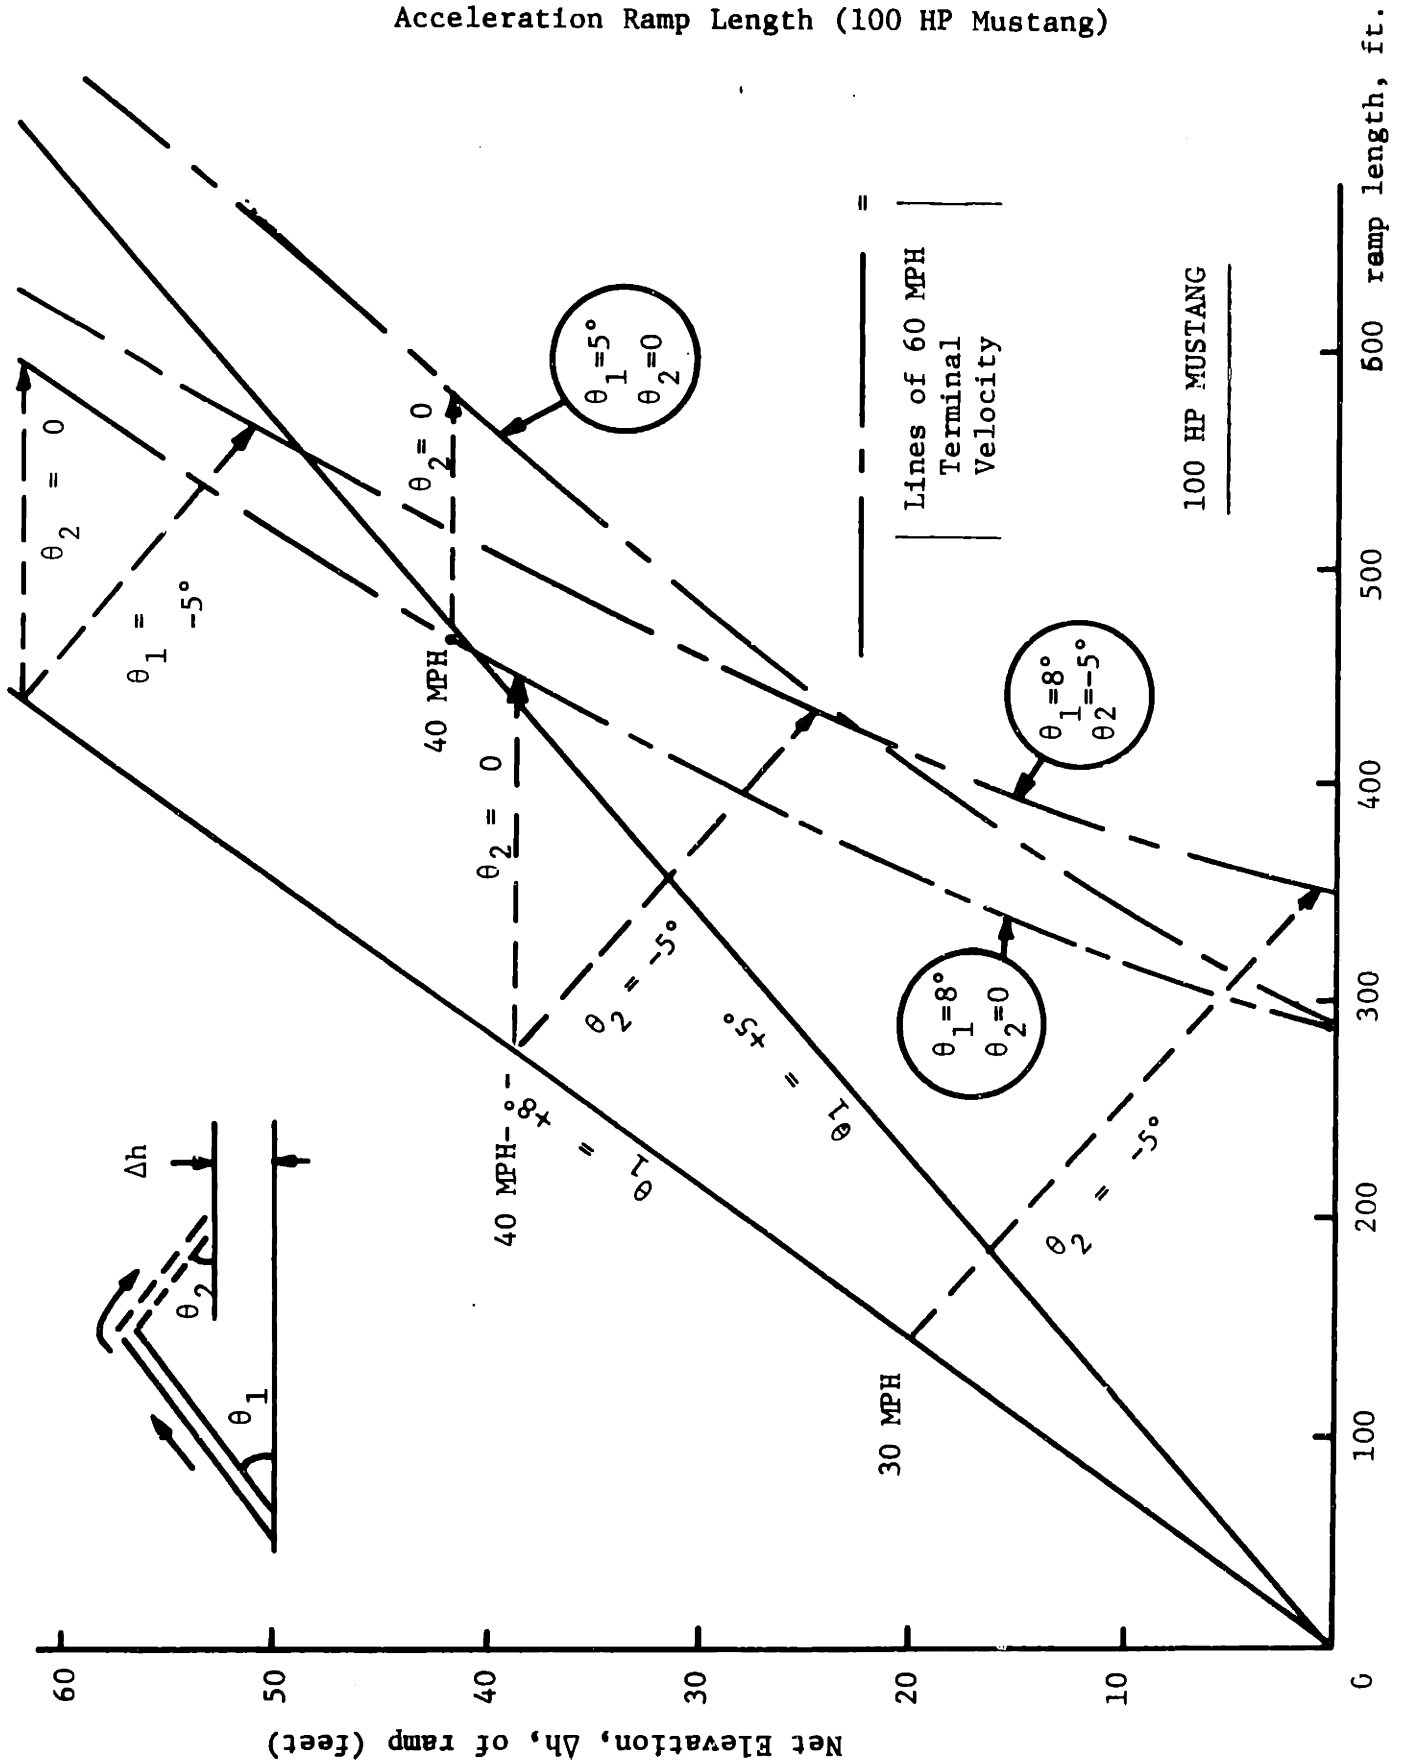 Acceleration Ramp Length (100 HP Mustang)
Net Elevation, Δh, of ramp (feet)
60
50
40
30
20
10
0
100
200
300
400
500
600
ramp length, ft.
θ1
θ2
Δh
θ2 = 0
θ1 =
-5°
40 MPH
θ2 = 0
40 MPH
θ2 = 0
θ1 = +8°
θ2 = -5°
θ1 = +5°
30 MPH
θ2 = -5°
θ1=5°
θ2=0
θ1=8°
θ2=-5°
θ1=8°
θ2=0
=
Lines of 60 MPH
Terminal
Velocity
100 HP MUSTANG